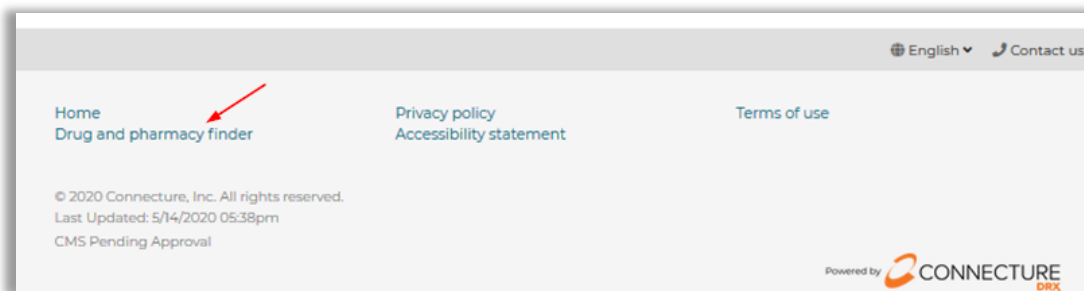 English Contact us
Home Privacy policy Terms of use
Drug and pharmacy finder Accessibility statement
© 2020 Connecture, Inc. All rights reserved.
Last Updated: 5/14/2020 05:38pm
CMS Pending Approval
Powered by CONNECTURE
DRX